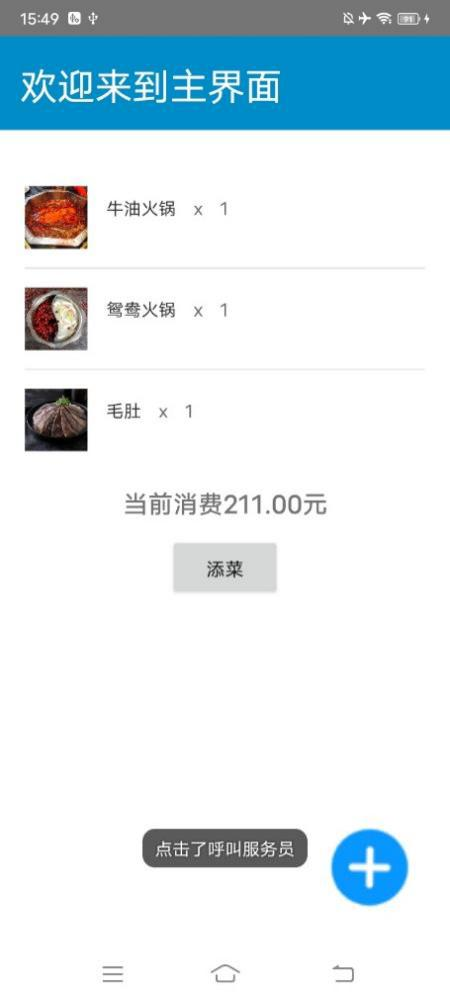 15:49 91
欢迎来到主界面
牛油火锅 x 1
鸳鸯火锅 x 1
毛肚 x 1
当前消费211.00元
添菜
点击了呼叫服务员